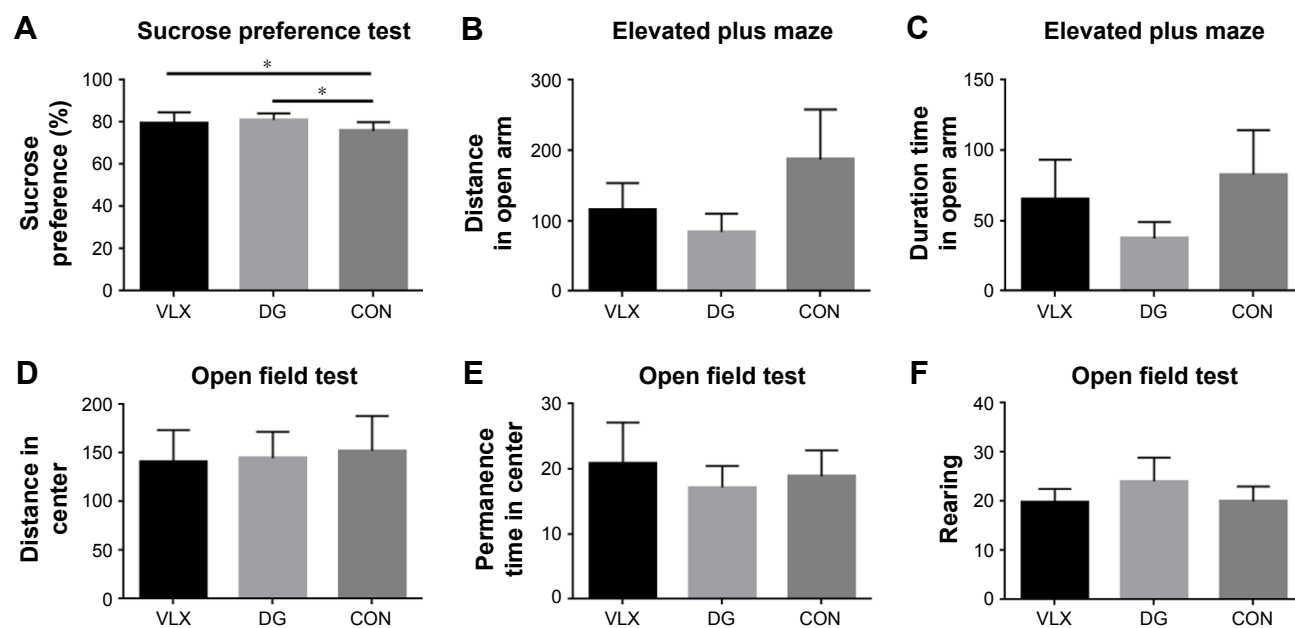 A
Sucrose preference test
Sucrose
preference (%)
100
80
60
40
20
0
*
*
VLX
DG
CON
B
Elevated plus maze
Distance
in open arm
300
200
100
0
VLX
DG
CON
C
Elevated plus maze
Duration time
in open arm
150
100
50
0
VLX
DG
CON
D
Open field test
Distance in
center
200
150
100
50
0
VLX
DG
CON
E
Open field test
Permanence
time in center
30
20
10
0
VLX
DG
CON
F
Open field test
Rearing
40
30
20
10
0
VLX
DG
CON